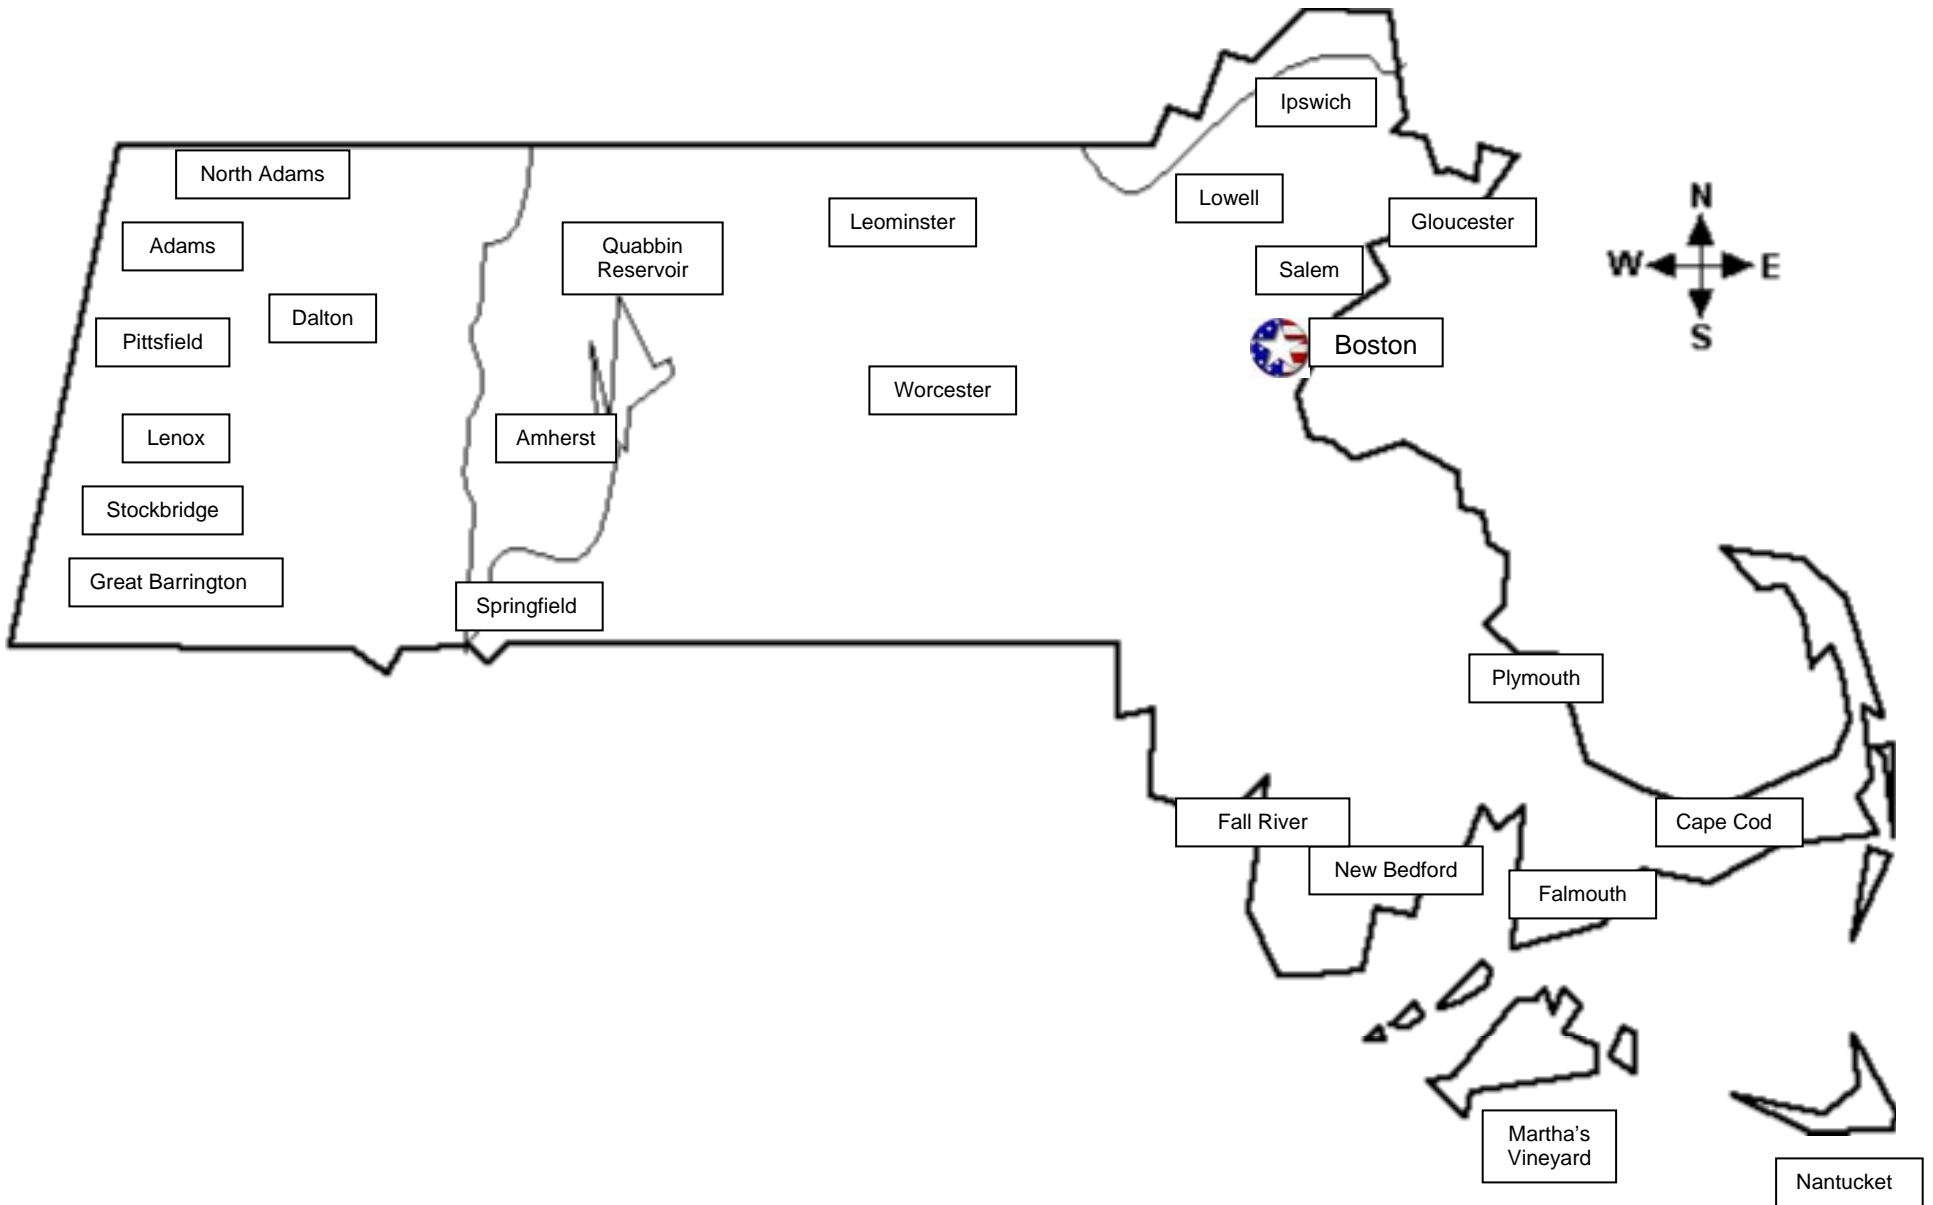 Ipswich
North Adams
N
Lowell
Leominster
Gloucester
Adams
Quabbin
Reservoir
W
E
Salem
Dalton
S
Pittsfield
Boston
Worcester
Lenox
Amherst
Stockbridge
Great Barrington
Springfield
Plymouth
Fall River
Cape Cod
New Bedford
Falmouth
Martha’s
Vineyard
Nantucket